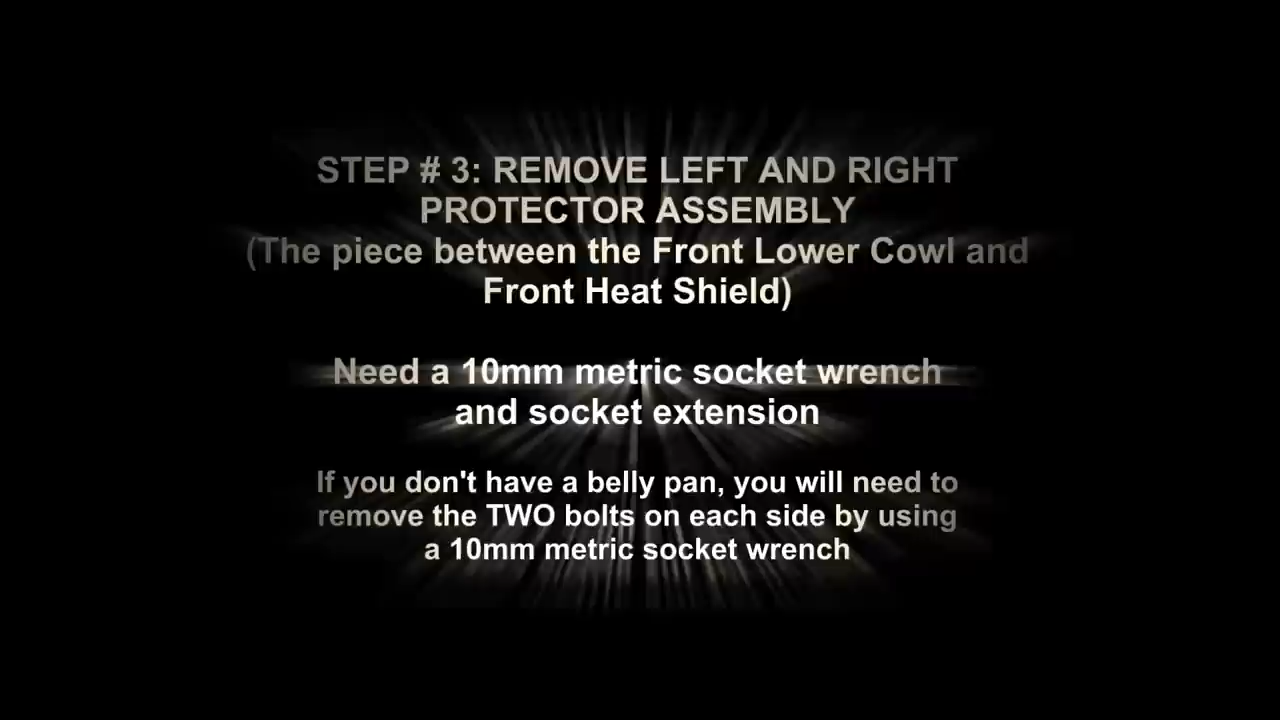 STEP # 3: REMOVE LEFT AND RIGHT
PROTECTOR ASSEMBLY
(The piece between the Front Lower Cowl and
Front Heat Shield)
Need a 10mm metric socket wrench
and socket extension
If you don't have a belly pan, you will need to
remove the TWO bolts on each side by using
a 10mm metric socket wrench